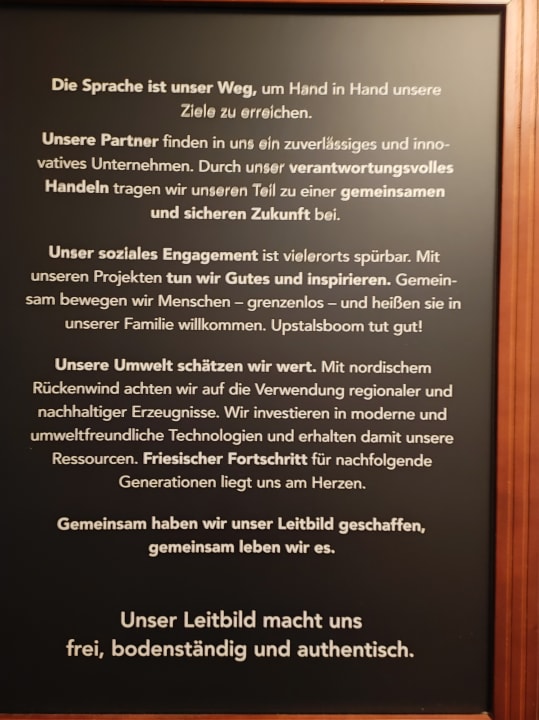 Die Sprache ist unser Weg, um Hand in Hand unsere
Ziele zu erreichen.
Unsere Partner finden in uns ein zuverlässiges und inno-
vatives Unternehmen. Durch unser verantwortungsvolles
Handeln tragen wir unseren Teil zu einer gemeinsamen
und sicheren Zukunft bei.
Unser soziales Engagement ist vielerorts spürbar. Mit
unseren Projekten tun wir Gutes und inspirieren. Gemein-
sam bewegen wir Menschen – grenzenlos – und heißen sie in
unserer Familie willkommen. Upstalsboom tut gut!
Unsere Umwelt schätzen wir wert. Mit nordischem
Rückenwind achten wir auf die Verwendung regionaler und
nachhaltiger Erzeugnisse. Wir investieren in moderne und
umweltfreundliche Technologien und erhalten damit unsere
Ressourcen. Friesischer Fortschritt für nachfolgende
Generationen liegt uns am Herzen.
Gemeinsam haben wir unser Leitbild geschaffen,
gemeinsam leben wir es.
Unser Leitbild macht uns
frei, bodenständig und authentisch.